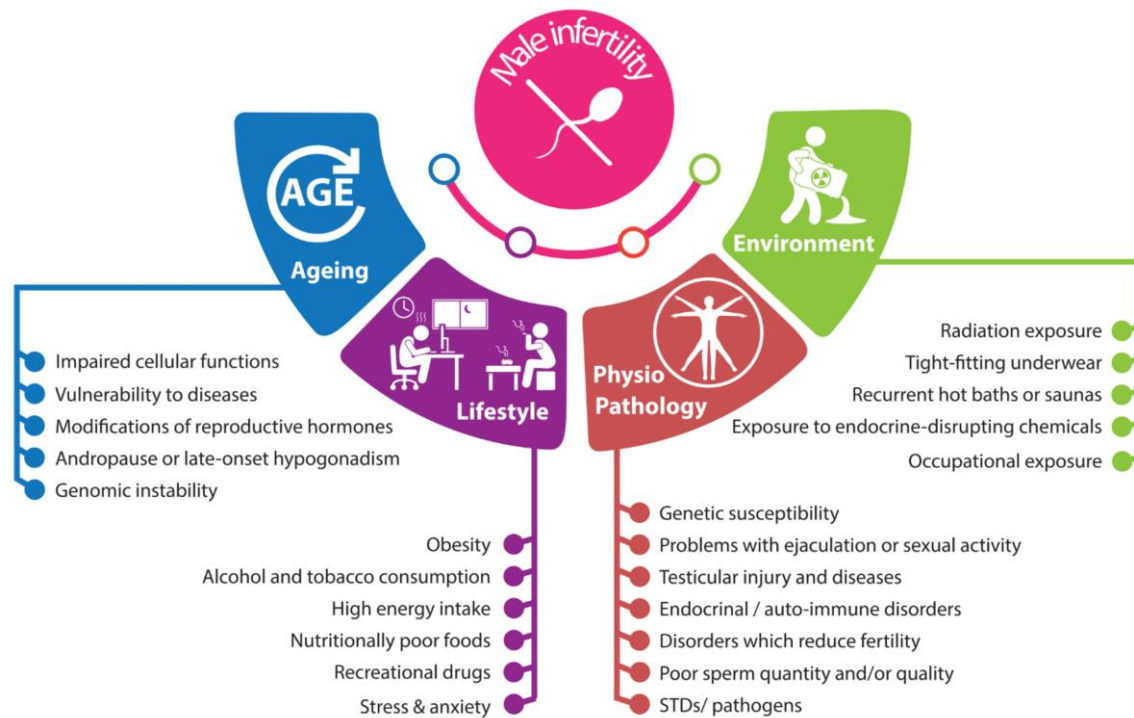 Male infertility
AGE
Ageing
Impaired cellular functions
Vulnerability to diseases
Modifications of reproductive hormones
Andropause or late-onset hypogonadism
Genomic instability
Lifestyle
Obesity
Alcohol and tobacco consumption
High energy intake
Nutritionally poor foods
Recreational drugs
Stress & anxiety
Physio
Pathology
Genetic susceptibility
Problems with ejaculation or sexual activity
Testicular injury and diseases
Endocrinal / auto-immune disorders
Disorders which reduce fertility
Poor sperm quantity and/or quality
STDs/ pathogens
Environment
Radiation exposure
Tight-fitting underwear
Recurrent hot baths or saunas
Exposure to endocrine-disrupting chemicals
Occupational exposure